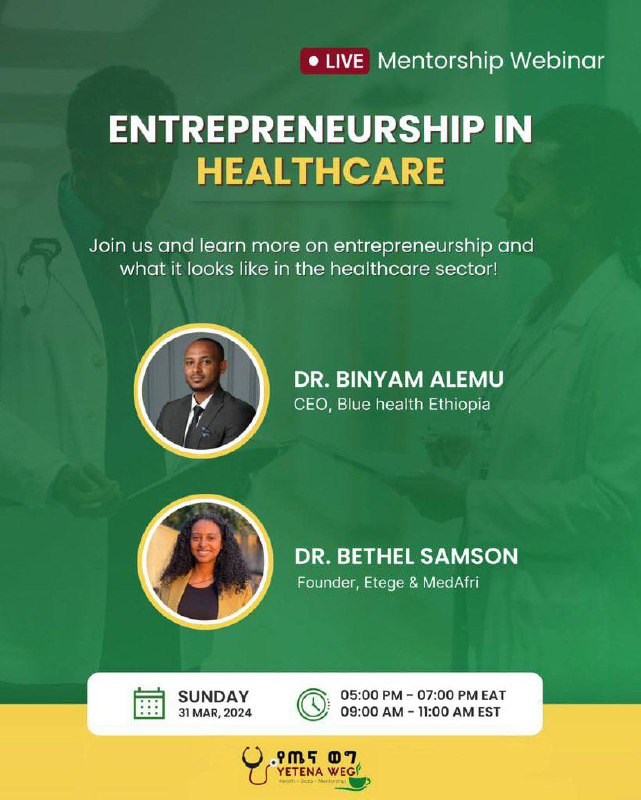 LIVE Mentorship Webinar
ENTREPRENEURSHIP IN
HEALTHCARE
Join us and learn more on entrepreneurship and
what it looks like in the healthcare sector!
DR. BINYAM ALEMU
CEO, Blue health Ethiopia
DR. BETHEL SAMSON
Founder, Etege & MedAfri
SUNDAY
31 MAR, 2024
05:00 PM - 07:00 PM EAT
09:00 AM - 11:00 AM EST
የጤና ወግ
YETENA WEG
Health - Data - Mentorship